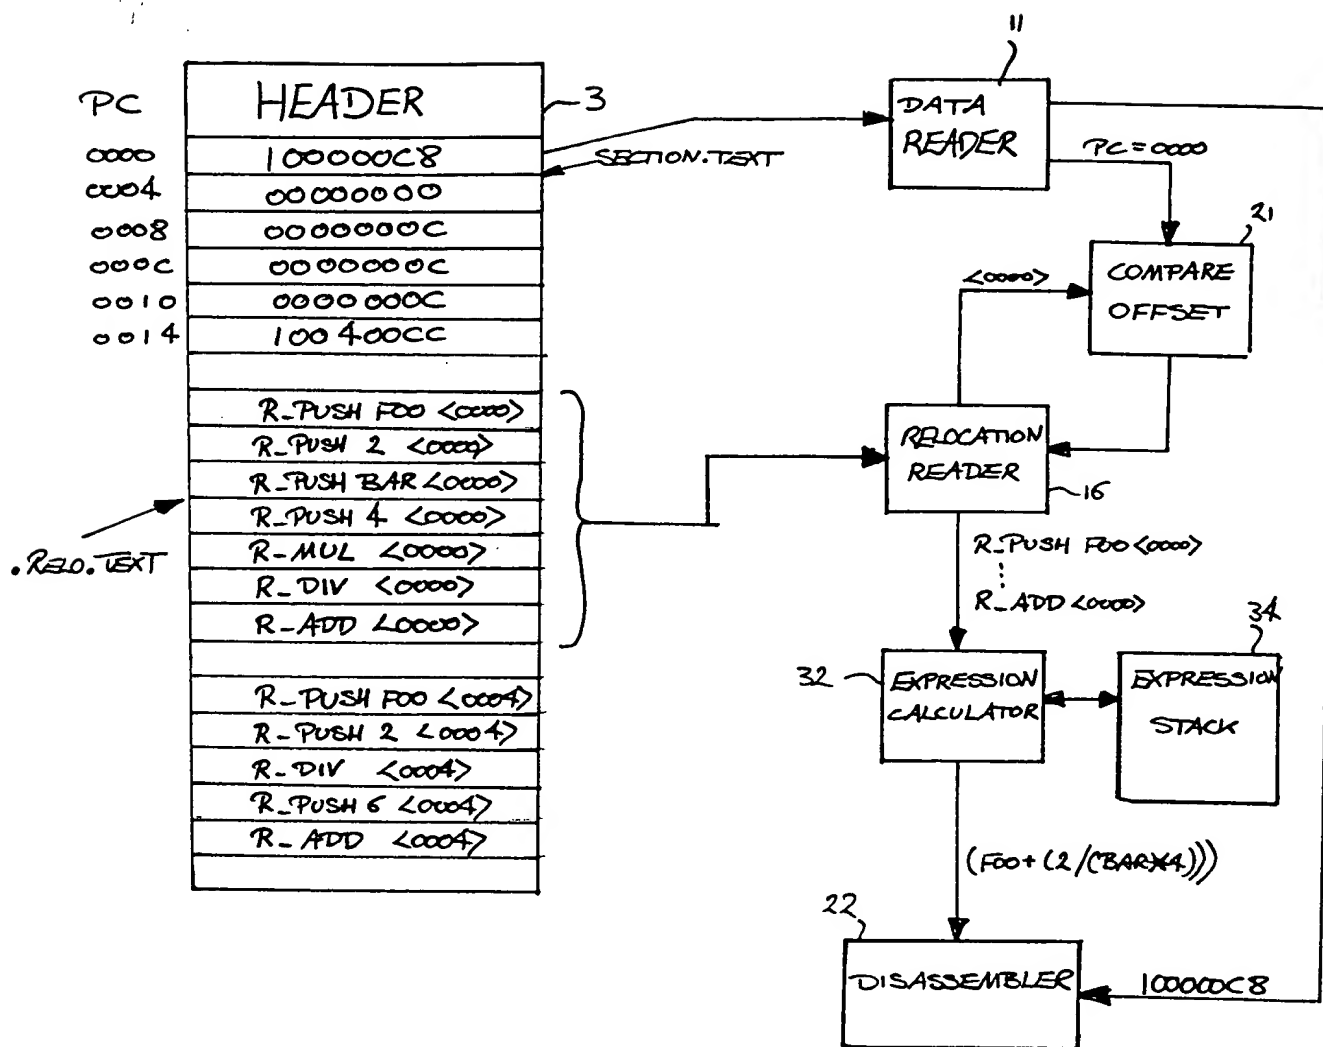 PC
HEADER
3
0000 100000C8
SECTION.TEXT
0004 00000000
0008 0000000C
000C 0000000C
0010 0000000C
0014 100400CC
R_PUSH FOO <0000>
R_PUSH 2 <0000>
R_PUSH BAR <0000>
R_PUSH 4 <0000>
R_MUL <0000>
R_DIV <0000>
R_ADD <0000>
.RELO.TEXT
R_PUSH FOO <0004>
R_PUSH 2 <0004>
R_DIV <0004>
R_PUSH 6 <0004>
R_ADD <0004>
11
DATA
READER
PC=0000
21
COMPARE
OFFSET
<0000>
RELOCATION
READER
16
R_PUSH FOO <0000>
R_ADD <0000>
32
EXPRESSION
CALCULATOR
34
EXPRESSION
STACK
(FOO+(2/(BAR*4)))
22
DISASSEMBLER
100000C8